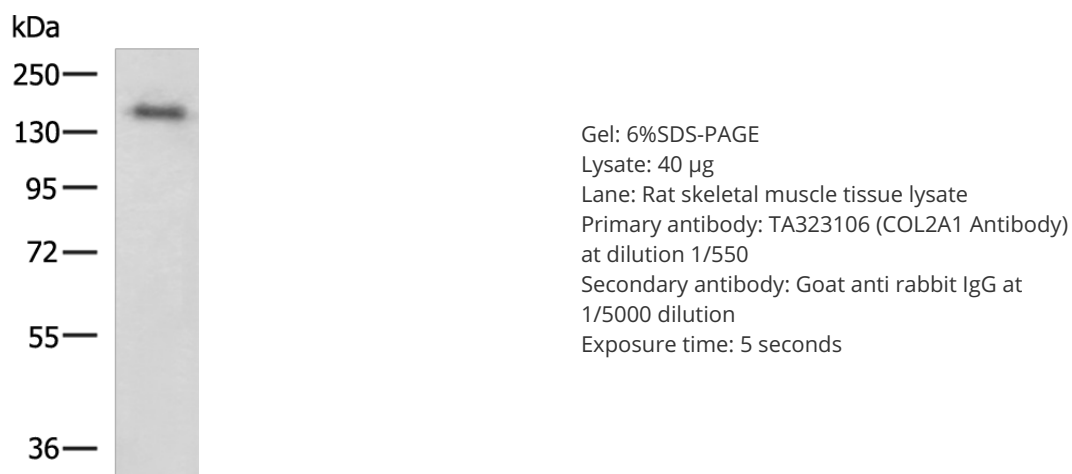 kDa
250
130
95
72
55
36
Gel: 6%SDS-PAGE
Lysate: 40 µg
Lane: Rat skeletal muscle tissue lysate
Primary antibody: TA323106 (COL2A1 Antibody)
at dilution 1/550
Secondary antibody: Goat anti rabbit IgG at
1/5000 dilution
Exposure time: 5 seconds